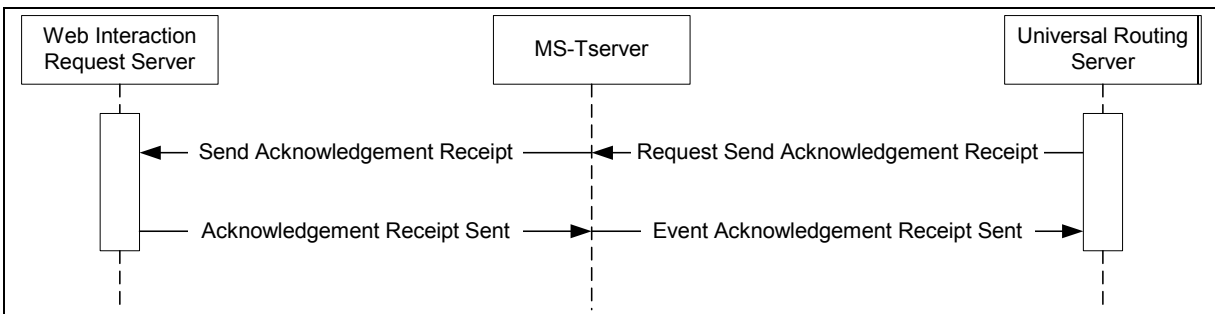 Web Interaction
Request Server
MS-Tserver
Universal Routing
Server
Send Acknowledgement Receipt
Request Send Acknowledgement Receipt
Acknowledgement Receipt Sent
Event Acknowledgement Receipt Sent